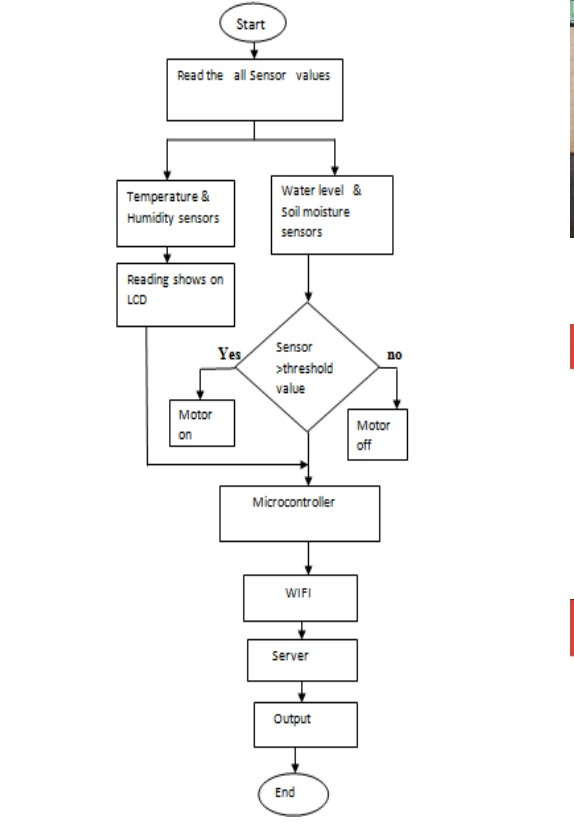 Start
Read the all Sensor values
Temperature &
Humidity sensors
Water level &
Soil moisture
sensors
Reading shows on
LCD
Sensor
>threshold
value
Yes
no
Motor
on
Motor
off
Microcontroller
WIFI
Server
Output
End